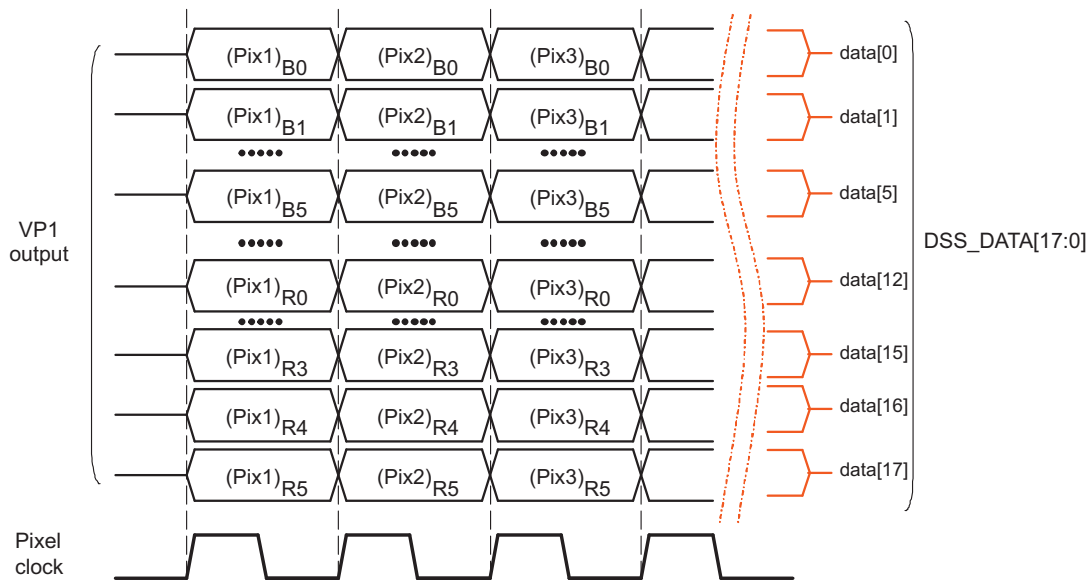 (Pix1)B0 (Pix2)B0 (Pix3)B0 data[0]
(Pix1)B1 (Pix2)B1 (Pix3)B1 data[1]
(Pix1)B5 (Pix2)B5 (Pix3)B5 data[5]
VP1
output
DSS_DATA[17:0]
(Pix1)R0 (Pix2)R0 (Pix3)R0 data[12]
(Pix1)R3 (Pix2)R3 (Pix3)R3 data[15]
(Pix1)R4 (Pix2)R4 (Pix3)R4 data[16]
(Pix1)R5 (Pix2)R5 (Pix3)R5 data[17]
Pixel
clock